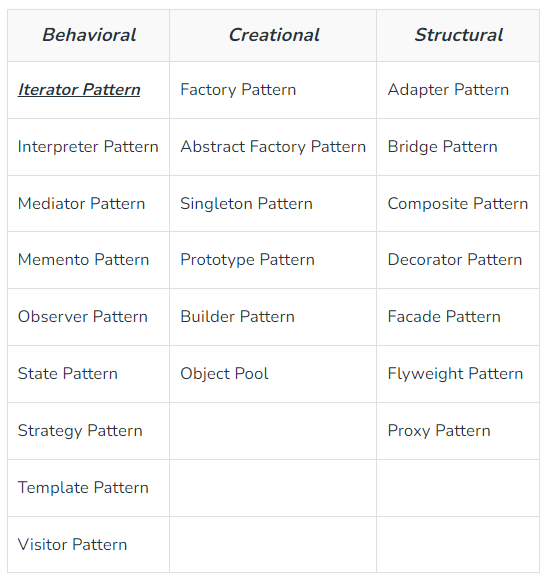 Behavioral Creational Structural
Iterator Pattern Factory Pattern Adapter Pattern
Interpreter Pattern Abstract Factory Pattern Bridge Pattern
Mediator Pattern Singleton Pattern Composite Pattern
Memento Pattern Prototype Pattern Decorator Pattern
Observer Pattern Builder Pattern Facade Pattern
State Pattern Object Pool Flyweight Pattern
Strategy Pattern Proxy Pattern
Template Pattern
Visitor Pattern